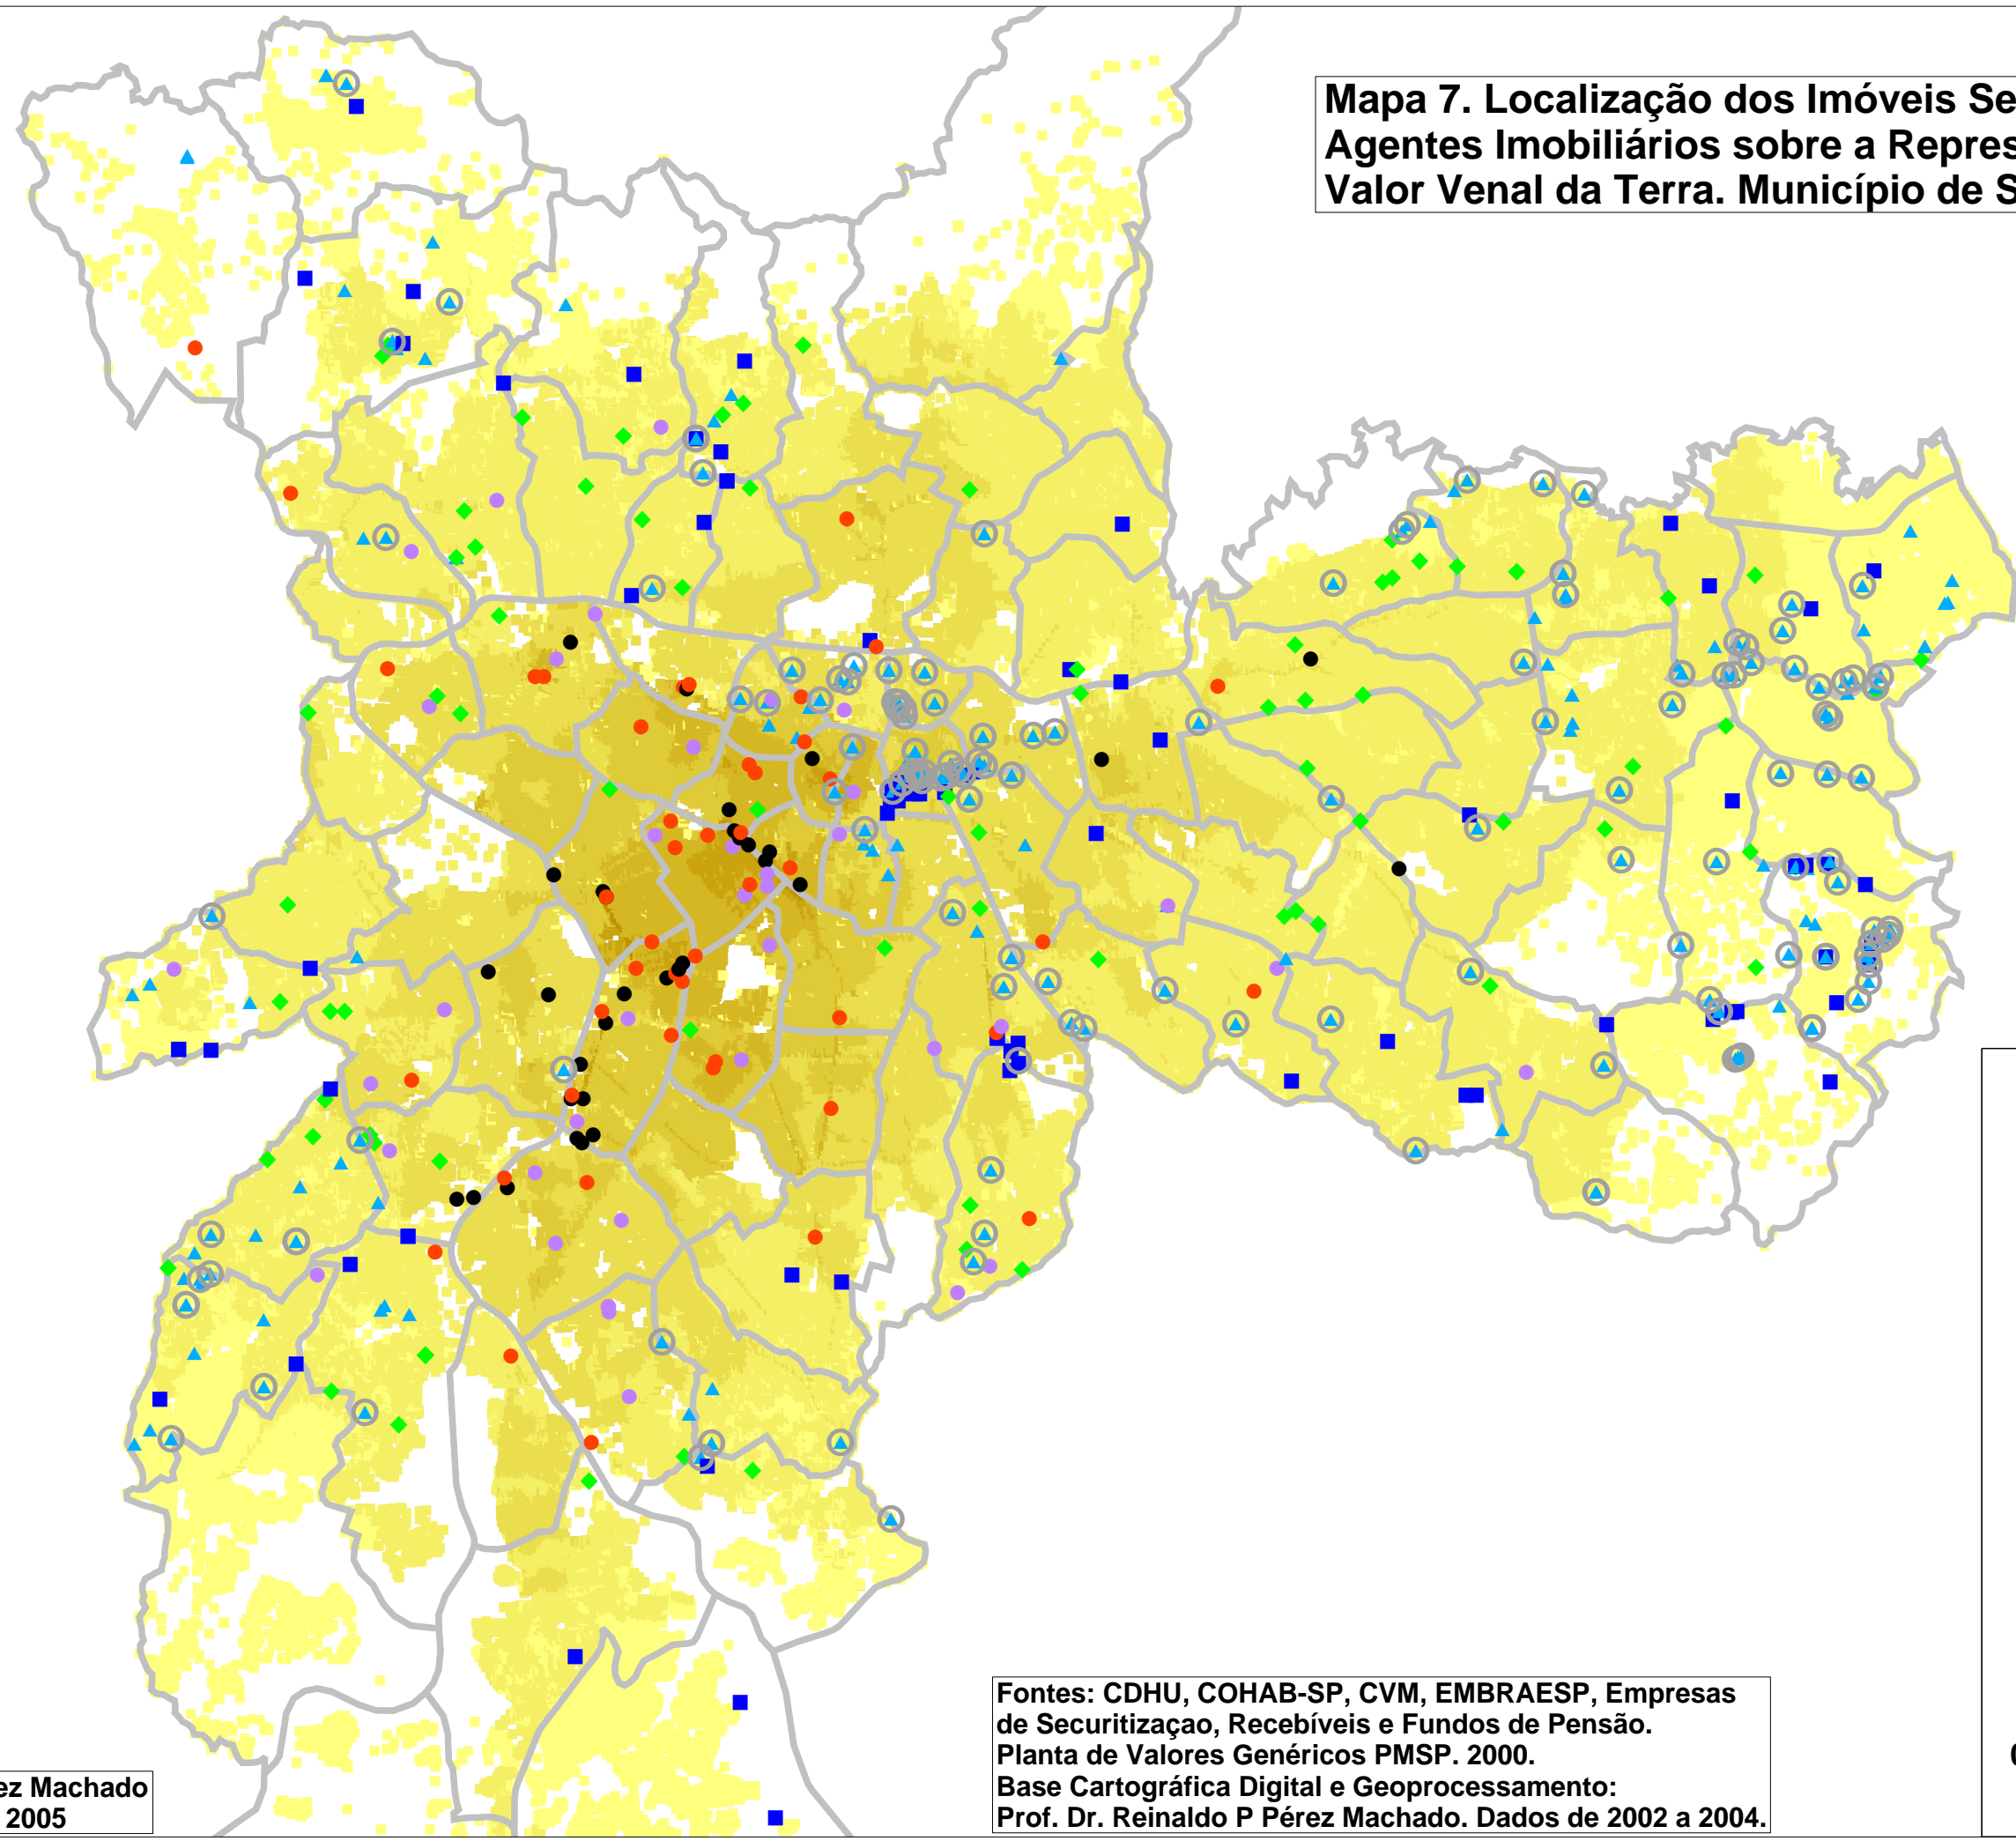 Mapa 7. Localização dos Imóveis Se
Agentes Imobiliários sobre a Repres
Valor Venal da Terra. Município de S
Fontes: CDHU, COHAB-SP, CVM, EMBRAESP, Empresas
de Securitizaçao, Recebíveis e Fundos de Pensão.
Planta de Valores Genéricos PMSP. 2000.
Base Cartográfica Digital e Geoprocessamento:
Prof. Dr. Reinaldo P Pérez Machado. Dados de 2002 a 2004.
ez Machado
2005